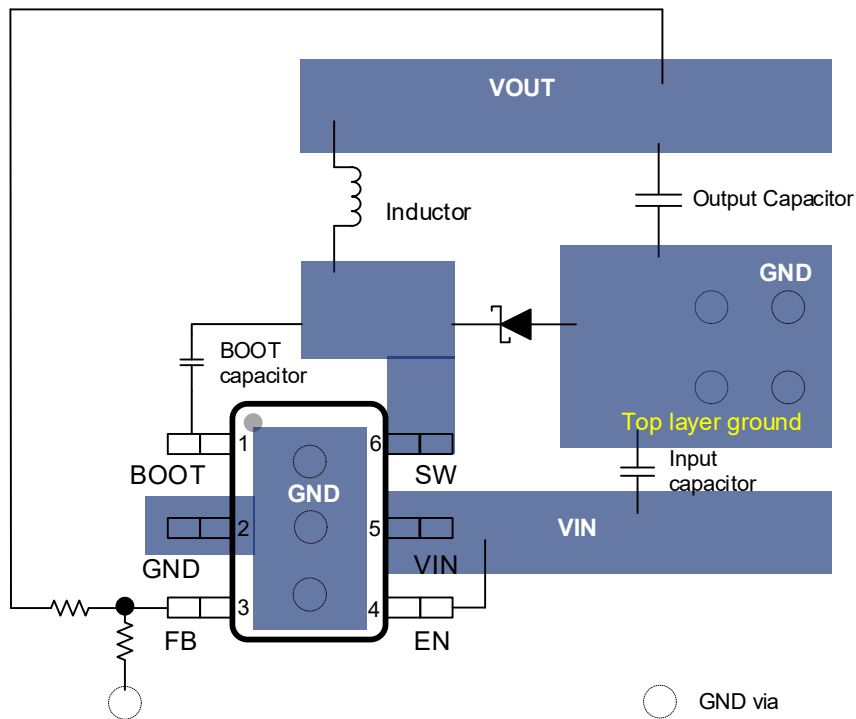 VOUT
Inductor
Output Capacitor
GND
BOOT
capacitor
Top layer ground
1
6
BOOT
SW
Input
capacitor
GND
2
5
VIN
GND
VIN
3
4
FB
EN
GND via